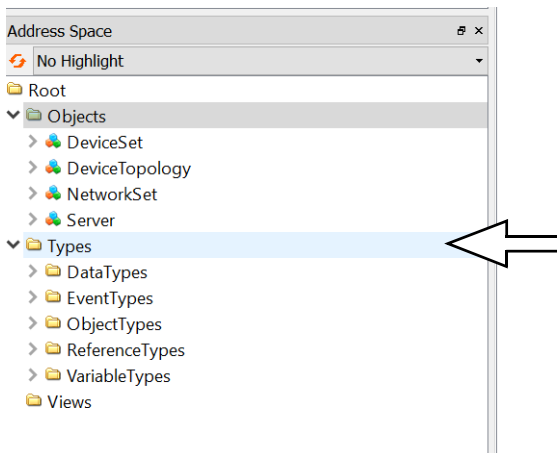 Address Space
No Highlight
Root
Objects
DeviceSet
DeviceTopology
NetworkSet
Server
Types
DataTypes
EventTypes
ObjectTypes
ReferenceTypes
VariableTypes
Views